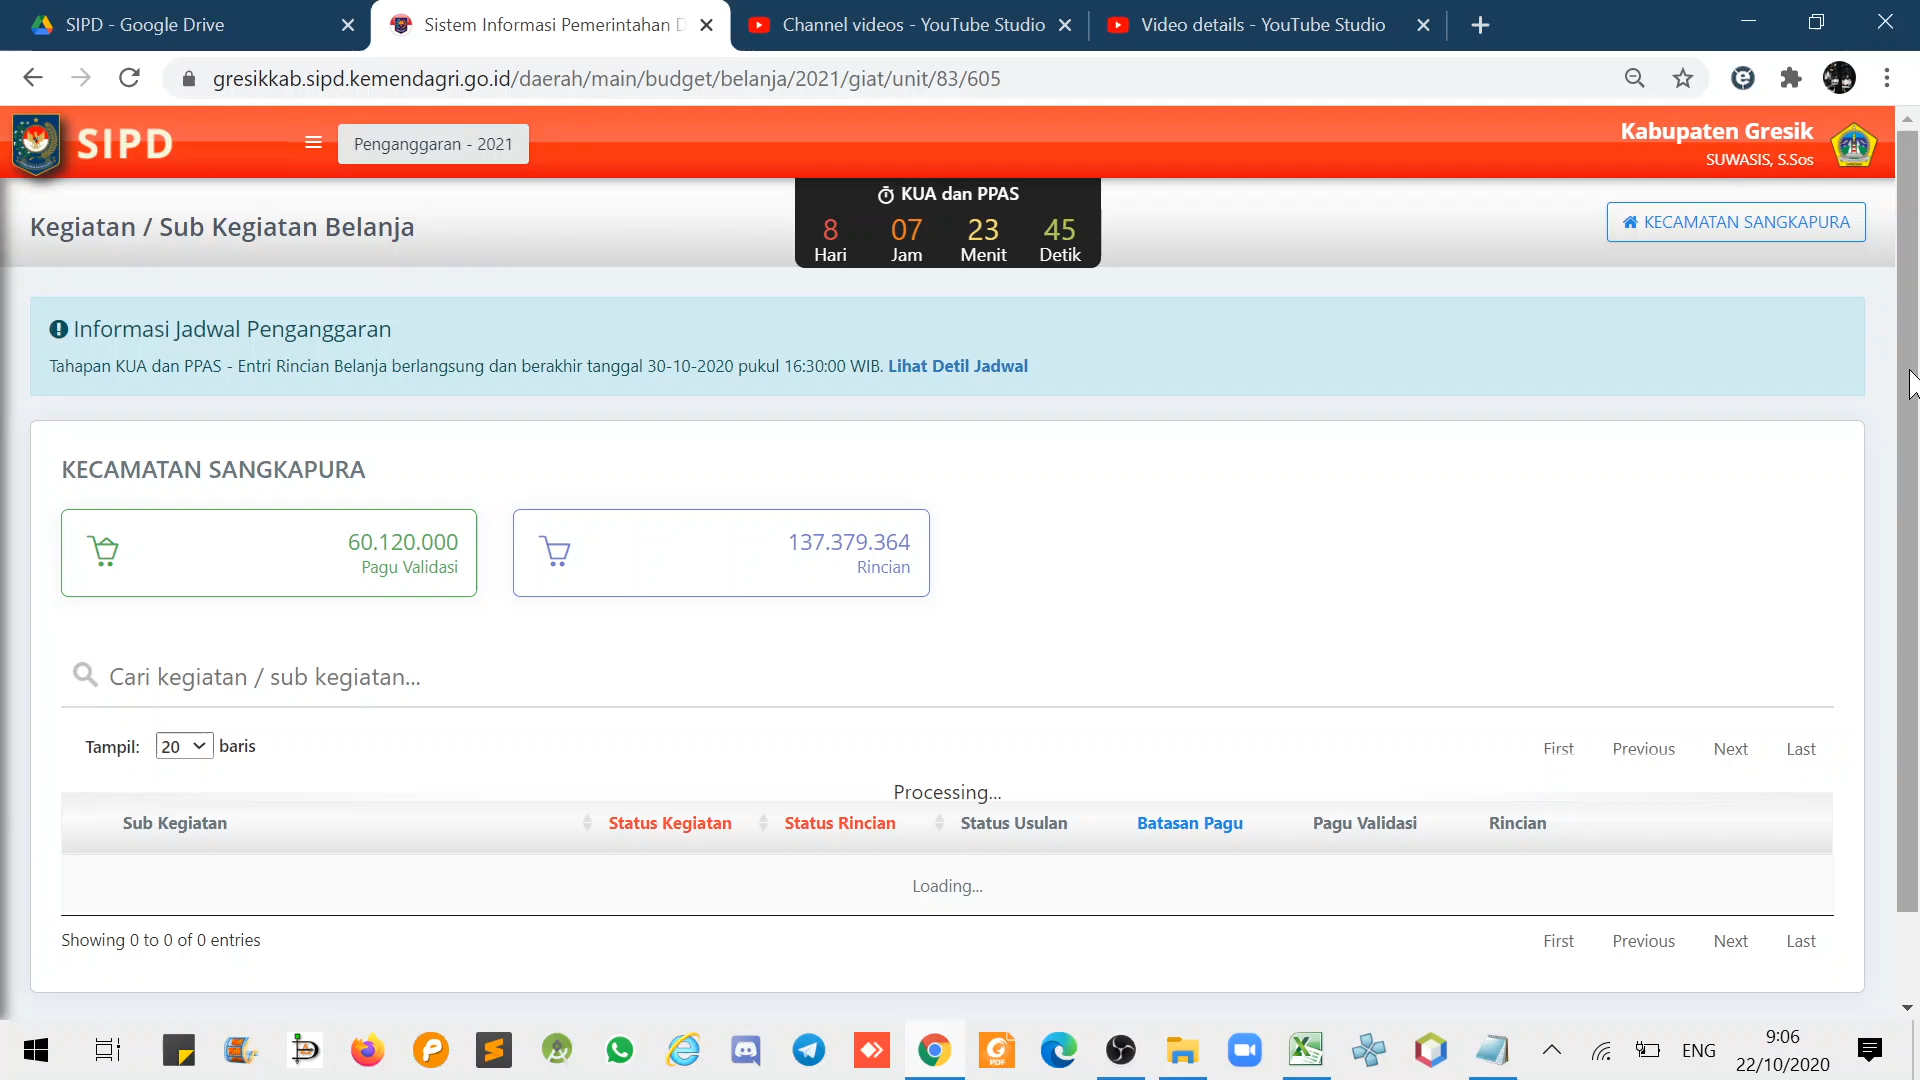 SIPD - Google Drive
Sistem Informasi Pemerintahan D
Channel videos - YouTube Studio
Video details - YouTube Studio
gresikkab.sipd.kemendagri.go.id/daerah/main/budget/belanja/2021/giat/unit/83/605
SIPD
Penganggaran - 2021
Kabupaten Gresik
SUWASIS, S.Sos
KUA dan PPAS
8 07 23 45
Hari Jam Menit Detik
Kegiatan / Sub Kegiatan Belanja
KECAMATAN SANGKAPURA
Informasi Jadwal Penganggaran
Tahapan KUA dan PPAS - Entri Rincian Belanja berlangsung dan berakhir tanggal 30-10-2020 pukul 16:30:00 WIB. Lihat Detil Jadwal
KECAMATAN SANGKAPURA
60.120.000
Pagu Validasi
137.379.364
Rincian
Cari kegiatan / sub kegiatan...
Tampil: 20 baris
First Previous Next Last
Processing...
Sub Kegiatan Status Kegiatan Status Rincian Status Usulan Batasan Pagu Pagu Validasi Rincian
Loading...
Showing 0 to 0 of 0 entries
First Previous Next Last
PDF
ENG
9:06
22/10/2020